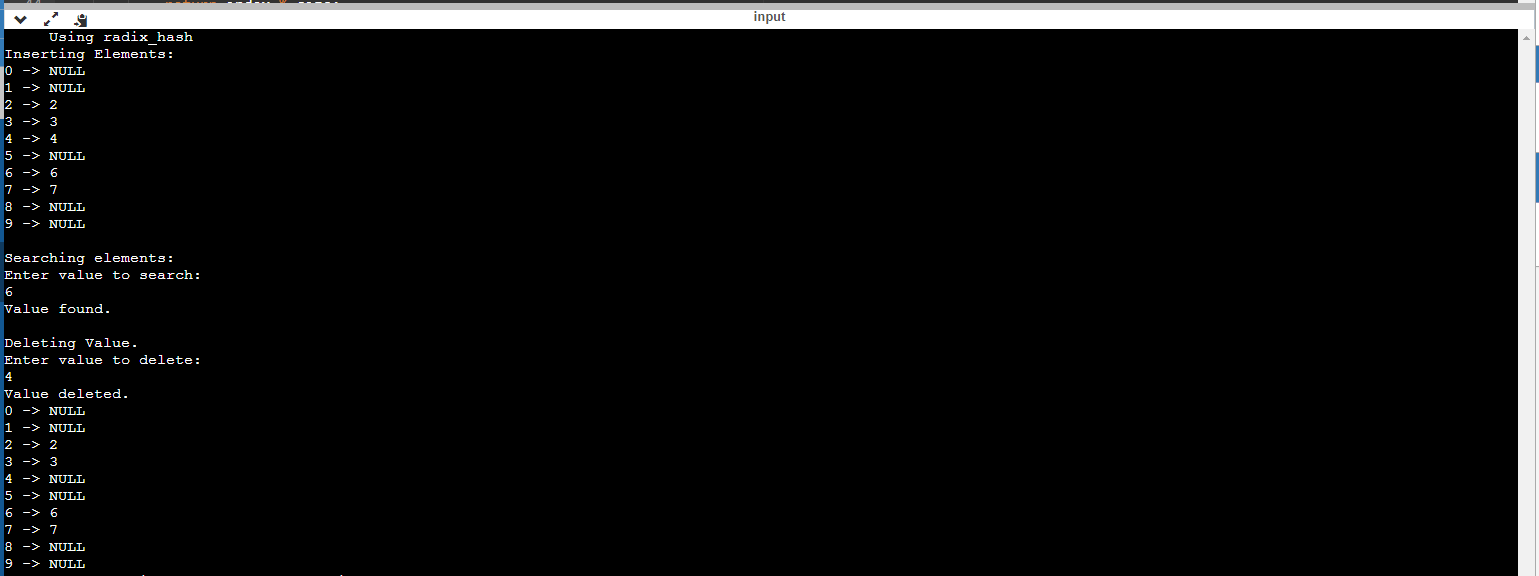 input
Using radix_hash
Inserting Elements:
0 -> NULL
1 -> NULL
2 -> 2
3 -> 3
4 -> 4
5 -> NULL
6 -> 6
7 -> 7
8 -> NULL
9 -> NULL
Searching elements:
Enter value to search:
6
Value found.
Deleting Value.
Enter value to delete:
4
Value deleted.
0 -> NULL
1 -> NULL
2 -> 2
3 -> 3
4 -> NULL
5 -> NULL
6 -> 6
7 -> 7
8 -> NULL
9 -> NULL